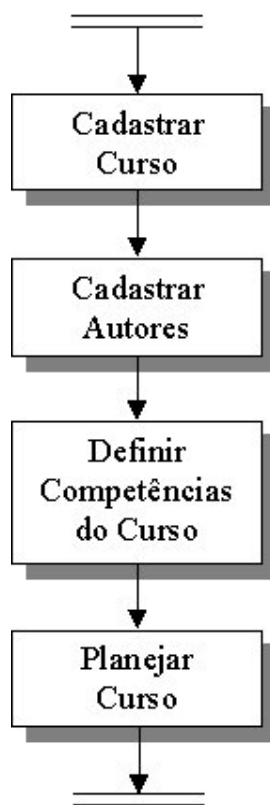 Cadastrar
Curso
Cadastrar
Autores
Definir
Competências
do Curso
Planejar
Curso